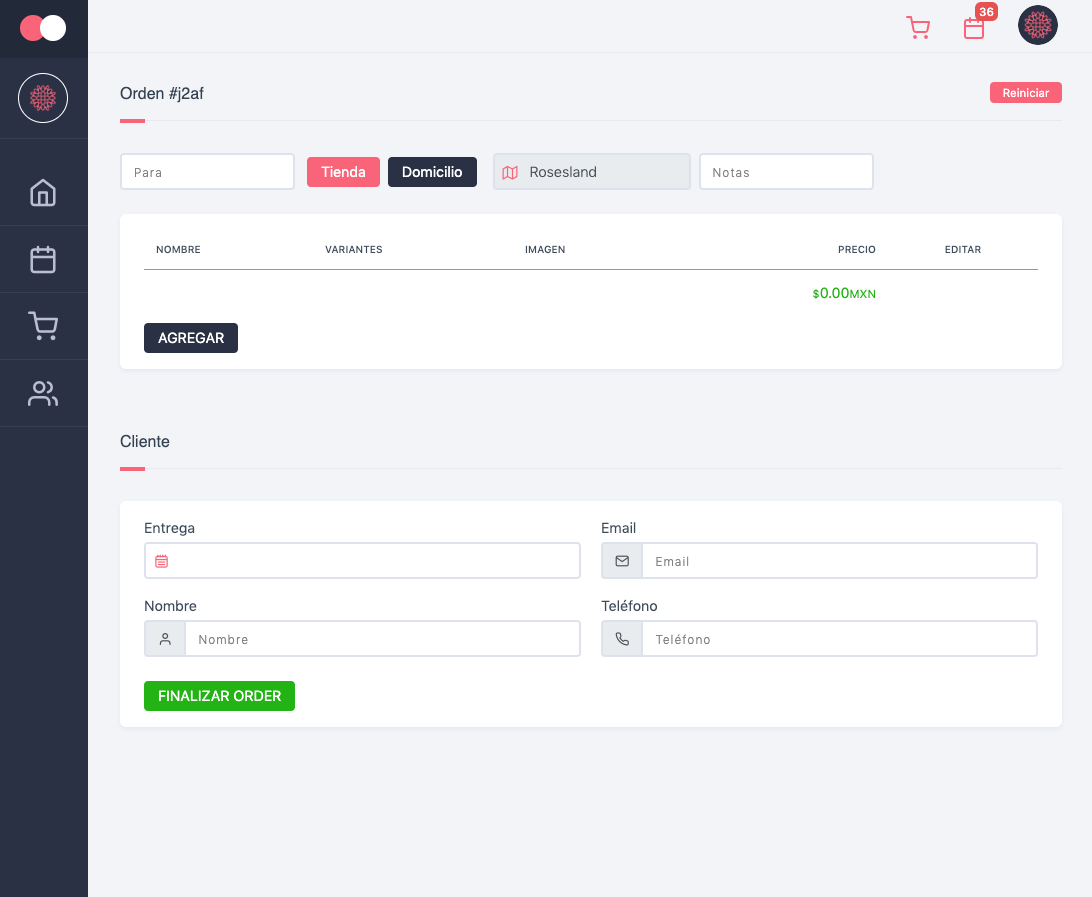 36
Orden #j2af
Reiniciar
Para
Tienda
Domicilio
Rosesland
Notas
NOMBRE VARIANTES IMAGEN PRECIO EDITAR
$0.00MXN
AGREGAR
Cliente
Entrega
Email
Email
Nombre
Teléfono
Nombre
Teléfono
FINALIZAR ORDER